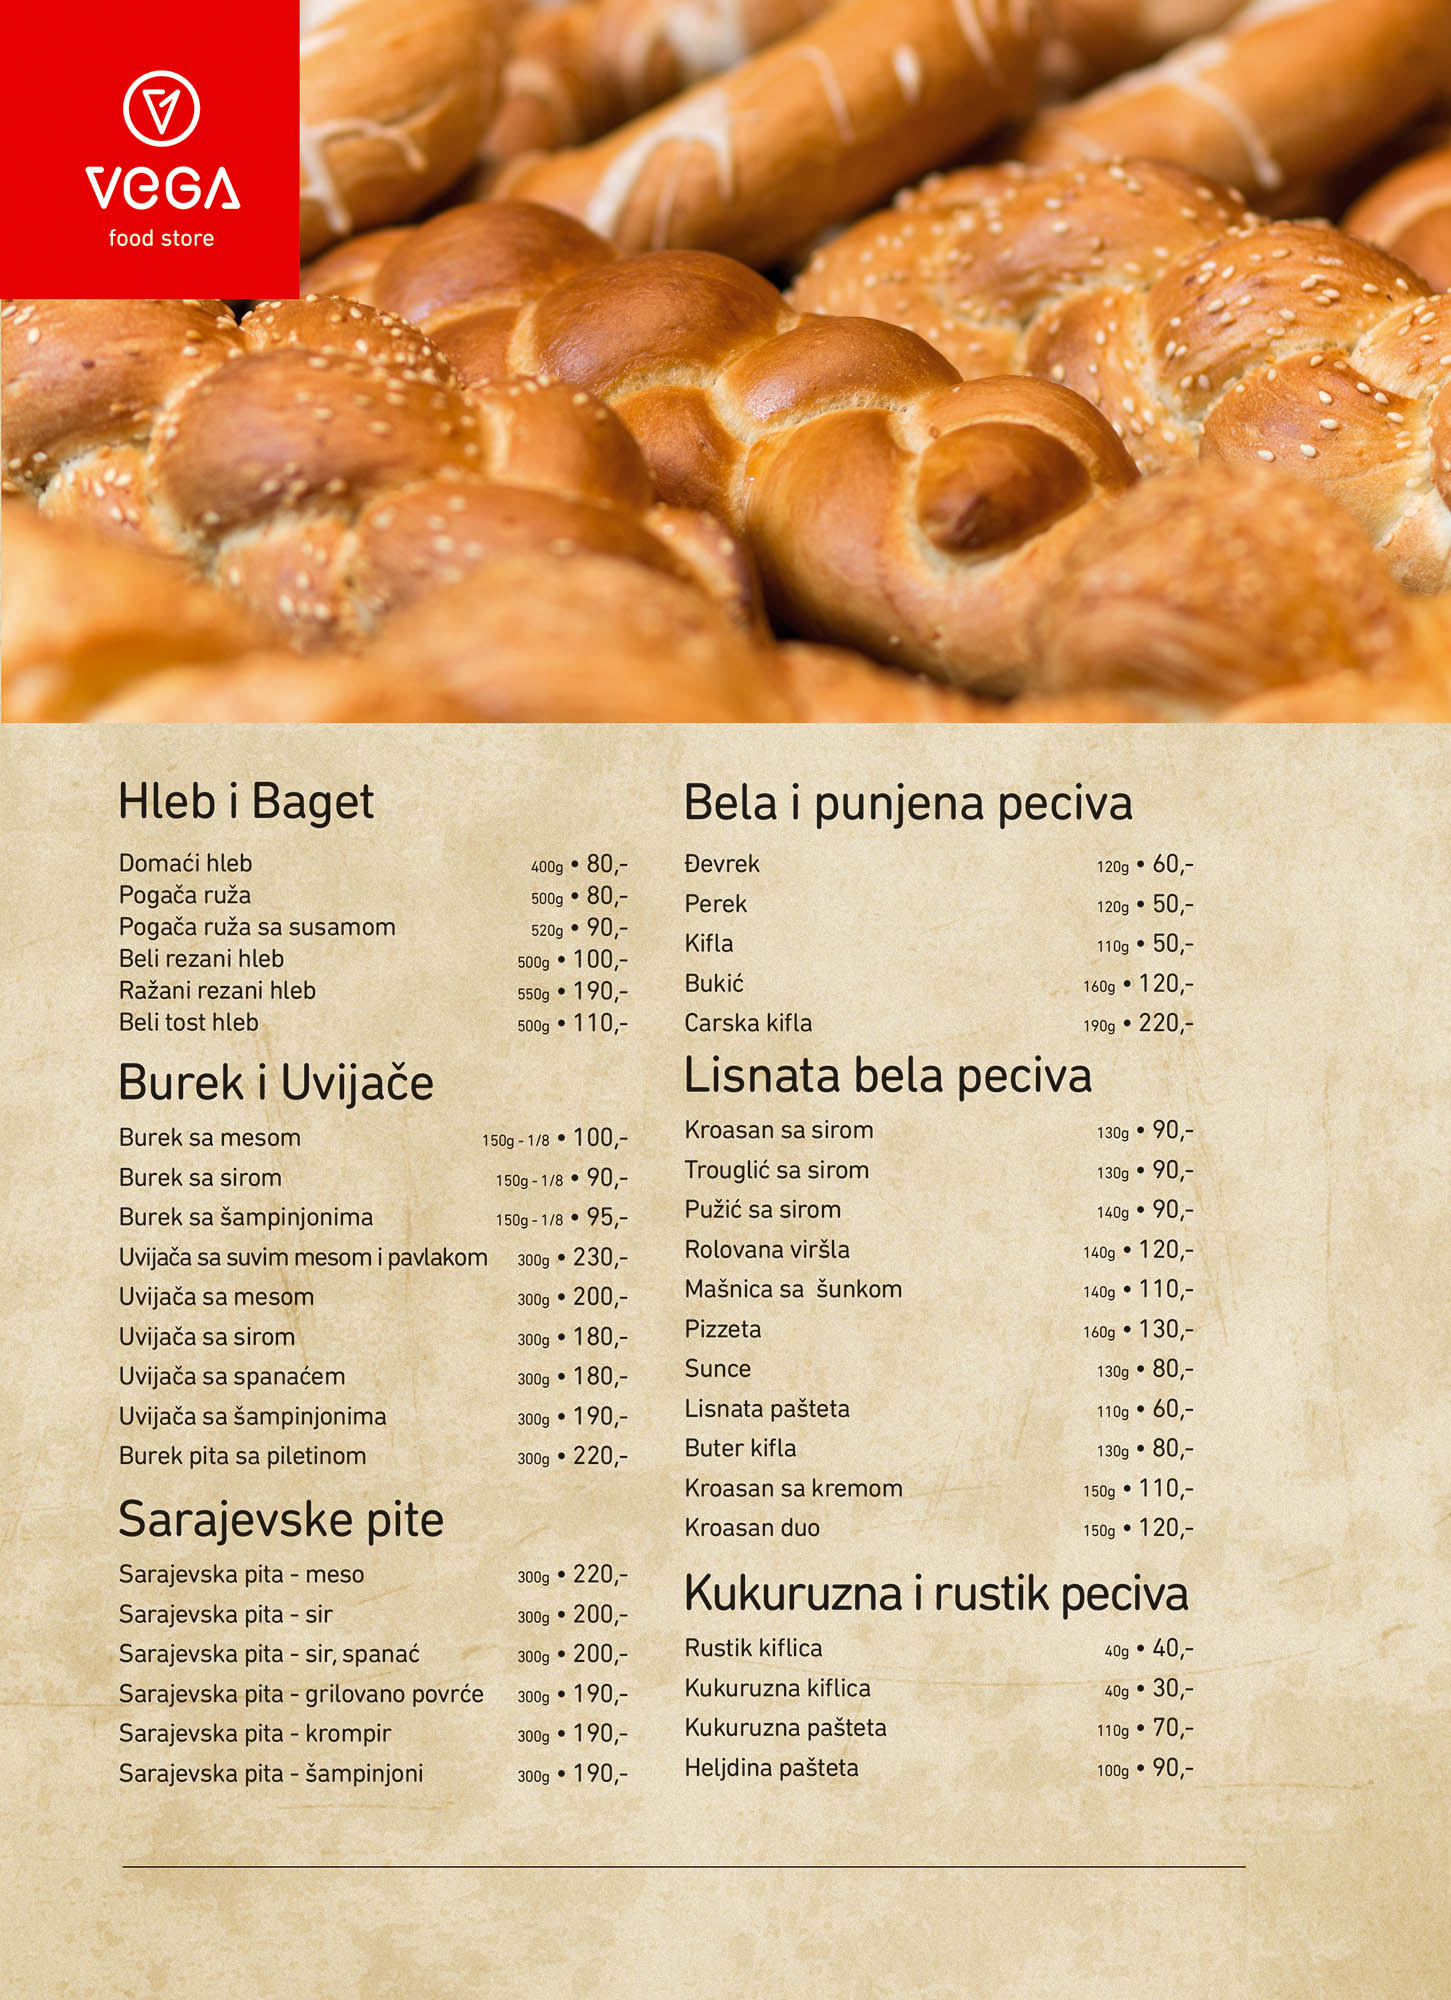 VEGA
food store
Hleb i Baget
Domaći hleb 400g • 80,-
Pogača ruža 500g • 80,-
Pogača ruža sa susamom 520g • 90,-
Beli rezani hleb 500g • 100,-
Ražani rezani hleb 550g • 190,-
Beli tost hleb 500g • 110,-
Burek i Uvijače
Burek sa mesom 150g - 1/8 • 100,-
Burek sa sirom 150g - 1/8 • 90,-
Burek sa šampinjonima 150g - 1/8 • 95,-
Uvijača sa suvim mesom i pavlakom 300g • 230,-
Uvijača sa mesom 300g • 200,-
Uvijača sa sirom 300g • 180,-
Uvijača sa spanaćem 300g • 180,-
Uvijača sa šampinjonima 300g • 190,-
Burek pita sa piletinom 300g • 220,-
Sarajevske pite
Sarajevska pita - meso 300g • 220,-
Sarajevska pita - sir 300g • 200,-
Sarajevska pita - sir, spanać 300g • 200,-
Sarajevska pita - grilovano povrće 300g • 190,-
Sarajevska pita - krompir 300g • 190,-
Sarajevska pita - šampinjoni 300g • 190,-
Bela i punjena peciva
Đevrek 120g • 60,-
Perek 120g • 50,-
Kifla 110g • 50,-
Bukić 160g • 120,-
Carska kifla 190g • 220,-
Lisnata bela peciva
Kroasan sa sirom 130g • 90,-
Trouglić sa sirom 130g • 90,-
Pužić sa sirom 140g • 90,-
Rolovana viršla 140g • 120,-
Mašnica sa šunkom 140g • 110,-
Pizzeta 160g • 130,-
Sunce 130g • 80,-
Lisnata pašteta 110g • 60,-
Buter kifla 130g • 80,-
Kroasan sa kremom 150g • 110,-
Kroasan duo 150g • 120,-
Kukuruzna i rustik peciva
Rustik kiflica 40g • 40,-
Kukuruzna kiflica 40g • 30,-
Kukuruzna pašteta 110g • 70,-
Heljdina pašteta 100g • 90,-